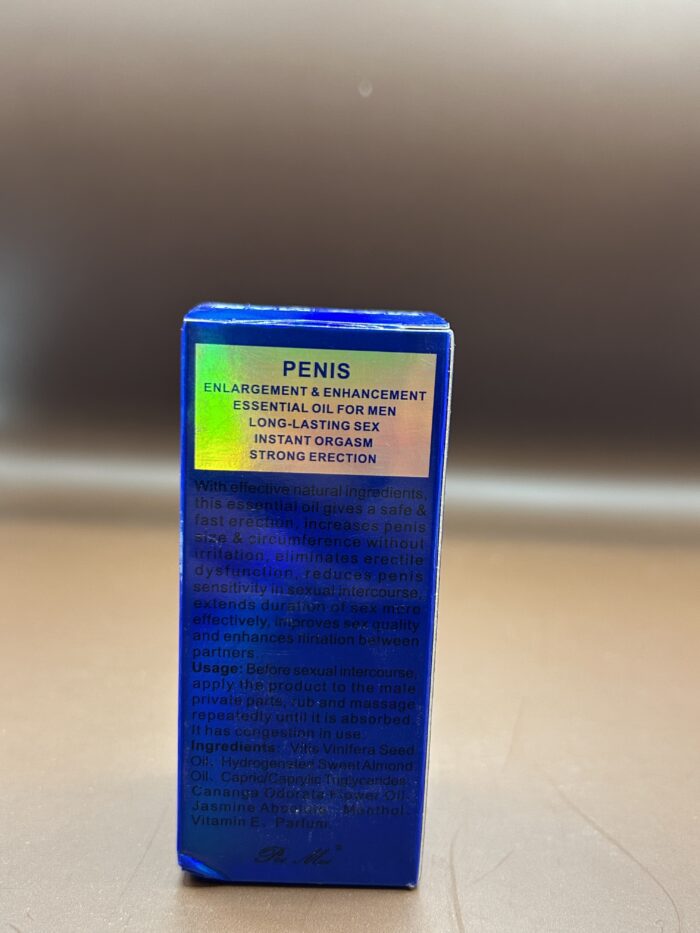 PENIS
ENLARGEMENT & ENHANCEMENT
ESSENTIAL OIL FOR MEN
LONG-LASTING SEX
INSTANT ORGASM
STRONG ERECTION
With effective natural ingredients,
this essential oil gives a safe &
fast erection, increases penis
size & circumference without
irritation, eliminates erectile
dysfunction, reduces penis
sensitivity in sexual intercourse,
extends duration of sex more
effectively, improves sex quality
and enhances flirtation between
partners.
Usage: Before sexual intercourse,
apply the product to the male
private parts, rub and massage
repeatedly until it is absorbed.
It has congestion in use.
Ingredients: Vitis Vinifera Seed
Oil、Hydrogenated Sweet Almond
Oil、Capric/Caprylic Triglycerides、
Cananga Odorata Flower Oil、
Jasmine Absolute、Menthol、
Vitamin E、Parfum.
Pei Mei®